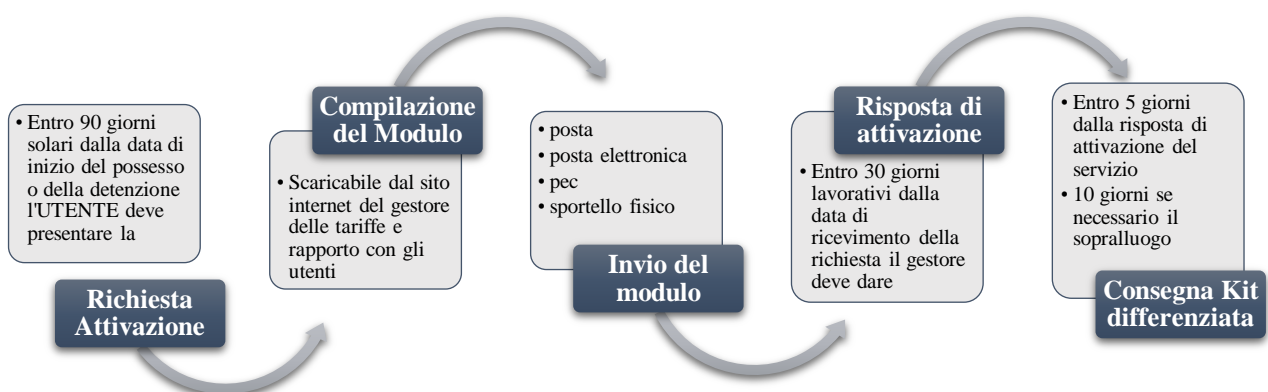 • Entro 90 giorni
solari dalla data di
inizio del possesso
o della detenzione
l'UTENTE deve
presentare la
Richiesta
Attivazione
Compilazione
del Modulo
• Scaricabile dal sito
internet del gestore
delle tariffe e
rapporto con gli
utenti
• posta
• posta elettronica
• pec
• sportello fisico
Invio del
modulo
Risposta di
attivazione
• Entro 30 giorni
lavorativi dalla
data di
ricevimento della
richiesta il gestore
deve dare
• Entro 5 giorni
dalla risposta di
attivazione del
servizio
• 10 giorni se
necessario il
sopralluogo
Consegna Kit
differenziata